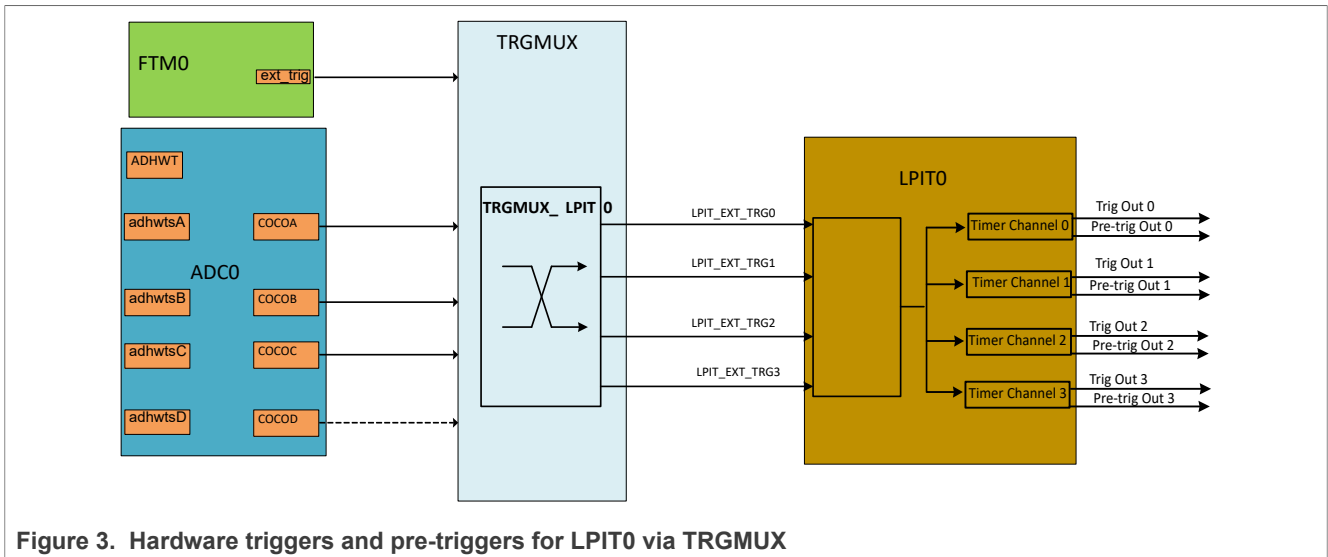 TRGMUX
FTM0
ext_trig
ADHWT
adhwtsA
COCOA
ADC0
adhwtsB
COCOB
adhwtsC
COCOC
adhwtsD
COCOD
TRGMUX_ LPIT 0
LPIT_EXT_TRG0
LPIT_EXT_TRG1
LPIT_EXT_TRG2
LPIT_EXT_TRG3
LPIT0
Timer Channel 0
Timer Channel 1
Timer Channel 2
Timer Channel 3
Trig Out 0
Pre-trig Out 0
Trig Out 1
Pre-trig Out 1
Trig Out 2
Pre-trig Out 2
Trig Out 3
Pre-trig Out 3
Figure 3. Hardware triggers and pre-triggers for LPIT0 via TRGMUX